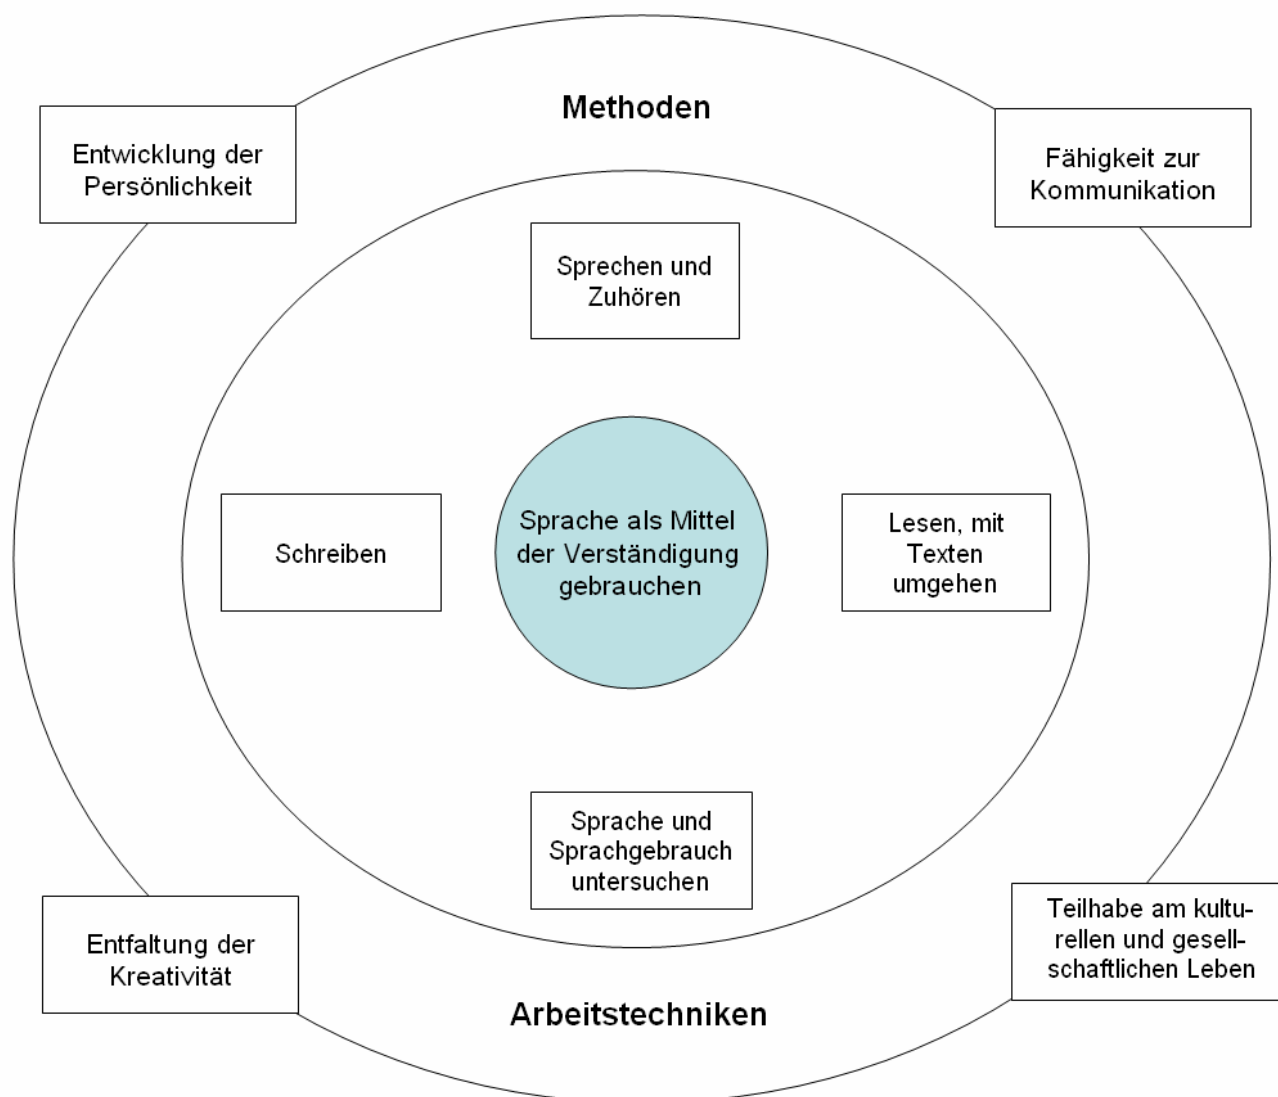 Methoden
Entwicklung der
Persönlichkeit
Fähigkeit zur
Kommunikation
Sprechen und
Zuhören
Schreiben
Sprache als Mittel
der Verständigung
gebrauchen
Lesen, mit
Texten
umgehen
Sprache und
Sprachgebrauch
untersuchen
Entfaltung der
Kreativität
Teilhabe am kultu-
rellen und gesell-
schaftlichen Leben
Arbeitstechniken